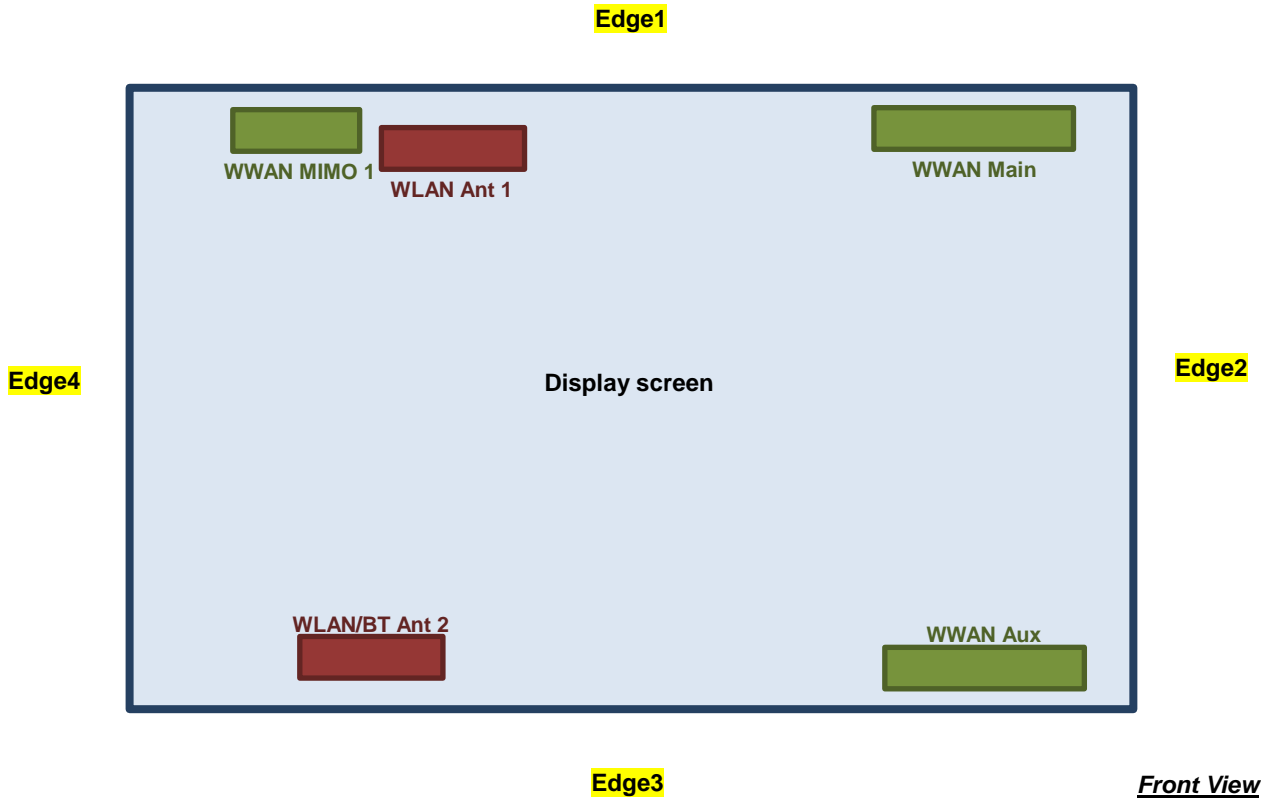 Edge1
WWAN MIMO 1
WLAN Ant 1
WWAN Main
Edge4
Display screen
Edge2
WLAN/BT Ant 2
WWAN Aux
Edge3
Front View